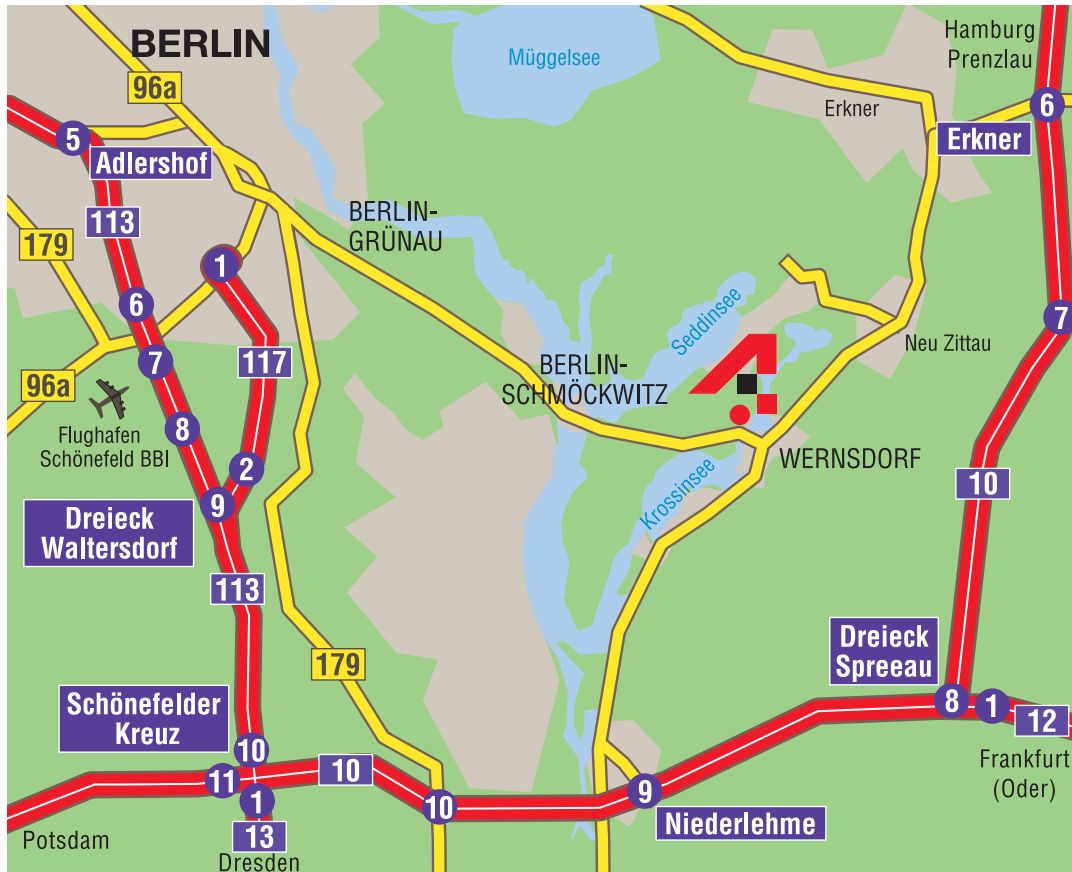 BERLIN
Müggelsee
Hamburg
Prenzlau
96a
Erkner
6
Erkner
5
Adlershof
113
179
BERLIN-
GRÜNAU
1
6
7
Seddinsee
7
Neu Zittau
117
96a
BERLIN-
SCHMÖCKWITZ
Flughafen
Schönefeld BBI
8
2
WERNSDORF
Krossinsee
10
9
Dreieck
Waltersdorf
113
179
Dreieck
Spreeau
8
1
12
Schönefelder
Kreuz
10
Frankfurt
(Oder)
11
10
1
10
9
Niederlehme
Potsdam
13
Dresden